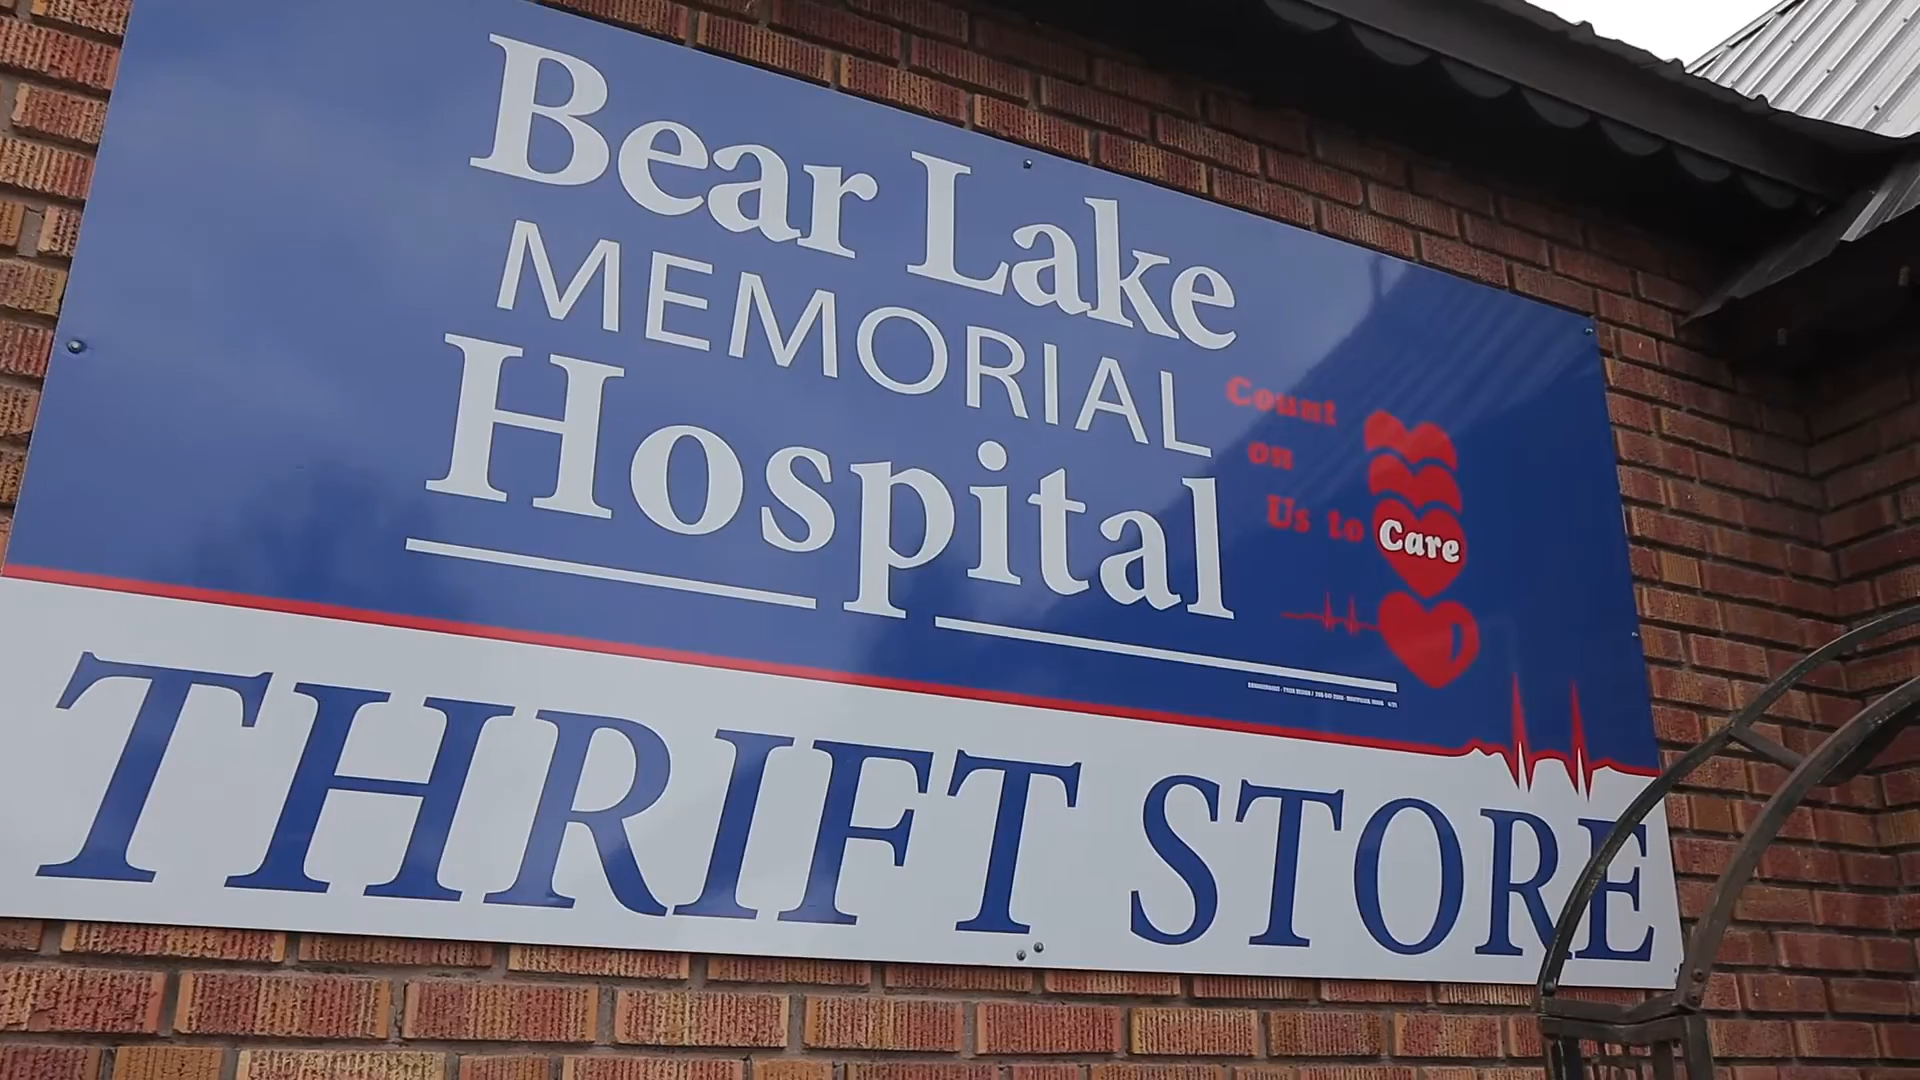 Bear Lake
MEMORIAL
Hospital
Count
on
Us to Care
THRIFT STORE